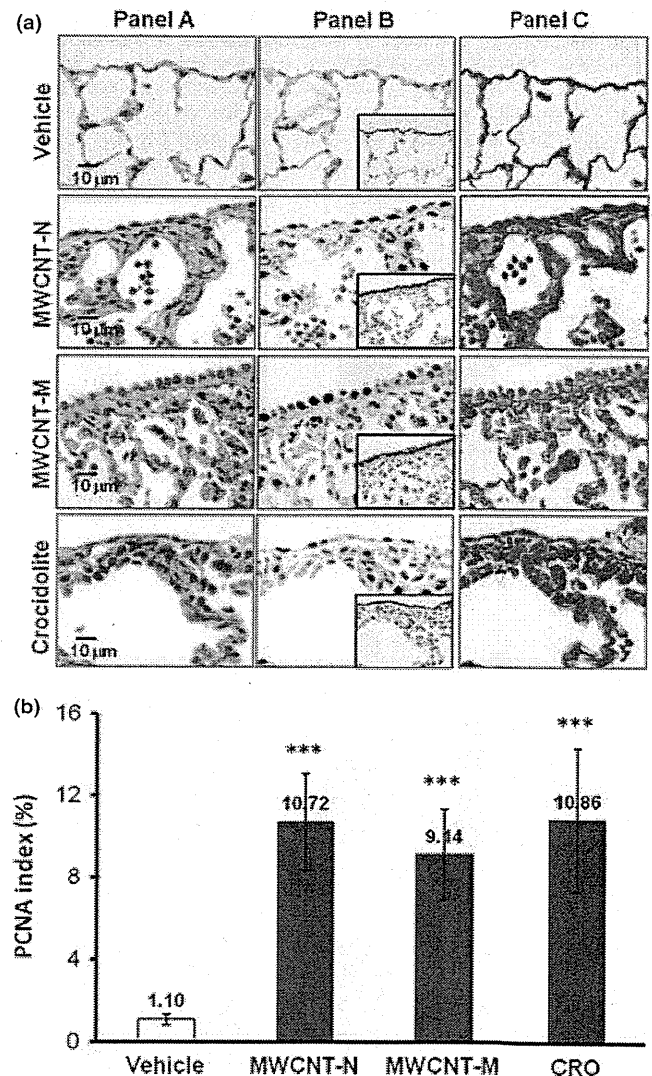 (a)
Panel A Panel B Panel C
Vehicle
10 µm
MWCNT-N
10 µm
MWCNT-M
10 µm
Crocidolite
10 µm
(b)
PCNA index (%)
16
12
8
4
0
1.10
***
10.72
***
9.14
***
10.86
Vehicle MWCNT-N MWCNT-M CRO